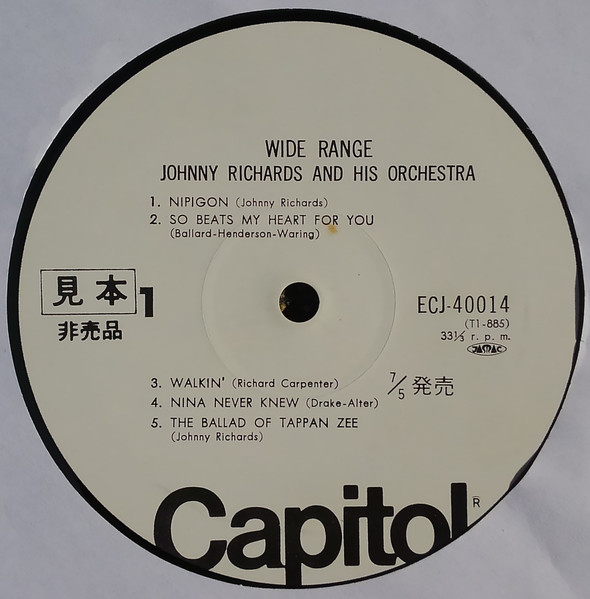 WIDE RANGE
JOHNNY RICHARDS AND HIS ORCHESTRA
1. NIPIGON (Johnny Richards)
2. SO BEATS MY HEART FOR YOU
(Ballard-Henderson-Waring)
見本 1
非売品
ECJ-40014
(T1-885)
33⅓ r. p. m.
JASRAC
3. WALKIN' (Richard Carpenter)
4. NINA NEVER KNEW (Drake-Alter)
5. THE BALLAD OF TAPPAN ZEE
(Johnny Richards)
7/5 発売
Capitol®